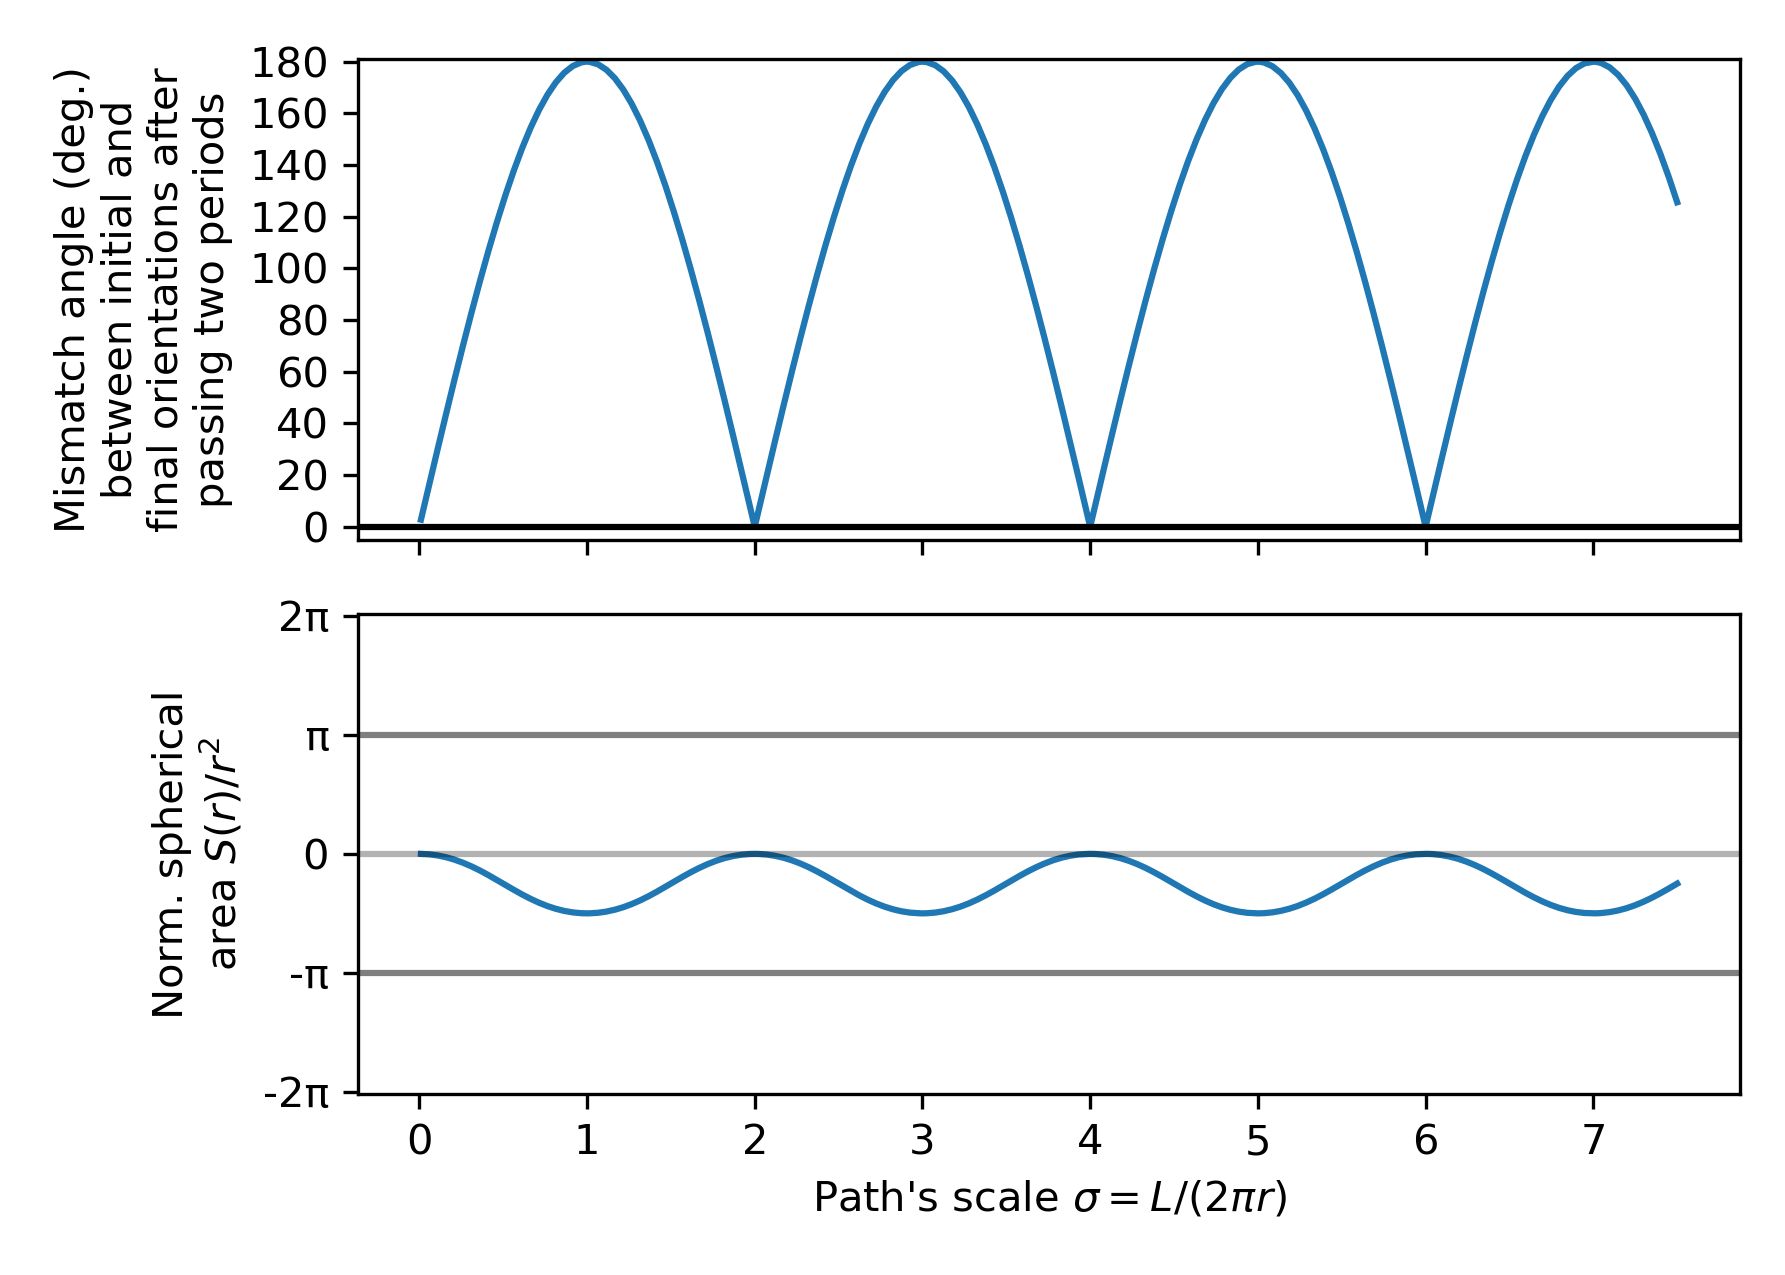 Mismatch angle (deg.)
between initial and
final orientations after
passing two periods
180
160
140
120
100
80
60
40
20
0
Norm. spherical
area S(r)/r²
2π
π
0
-π
-2π
0 1 2 3 4 5 6 7
Path's scale σ = L/(2πr)